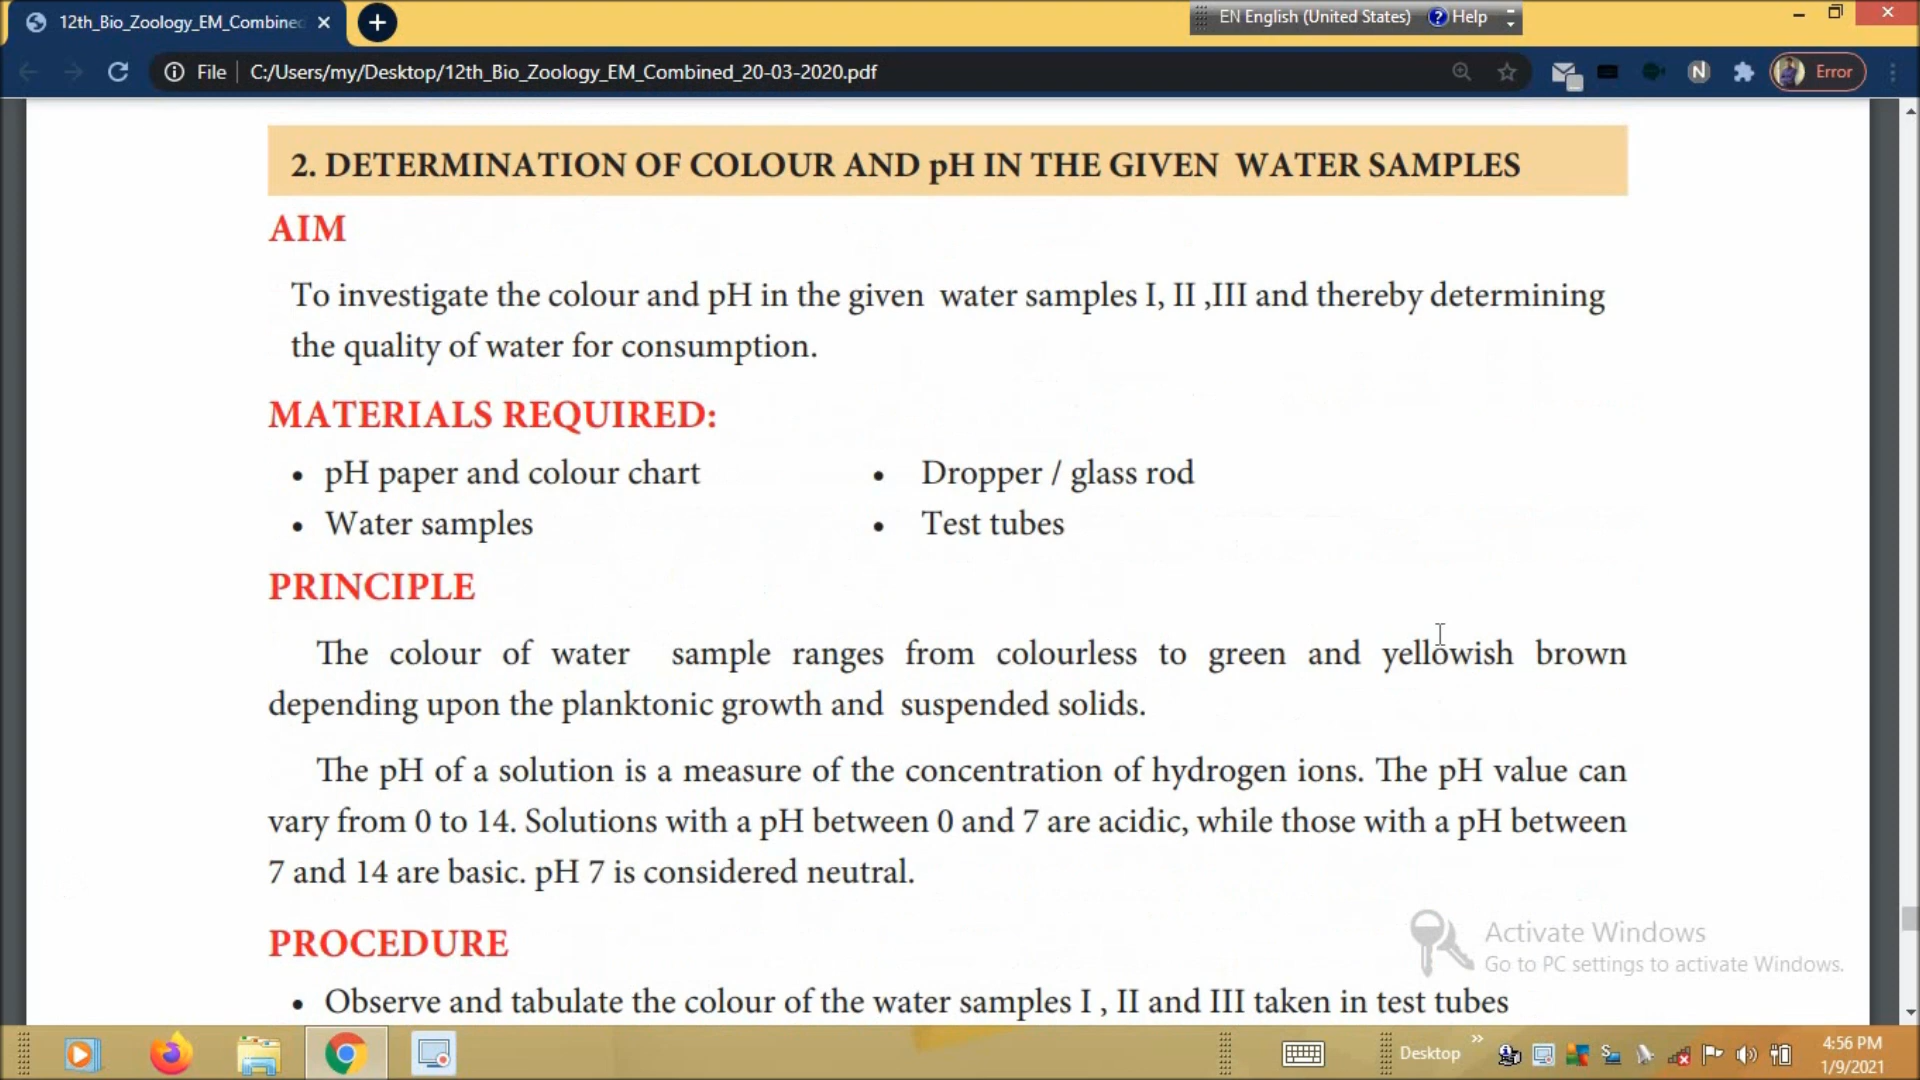 12th_Bio_Zoology_EM_Combine
EN English (United States) Help
File C:/Users/my/Desktop/12th_Bio_Zoology_EM_Combined_20-03-2020.pdf
N Error
2. DETERMINATION OF COLOUR AND pH IN THE GIVEN WATER SAMPLES
AIM
To investigate the colour and pH in the given water samples I, II ,III and thereby determining
the quality of water for consumption.
MATERIALS REQUIRED:
• pH paper and colour chart • Dropper / glass rod
• Water samples • Test tubes
PRINCIPLE
The colour of water sample ranges from colourless to green and yellowish brown
depending upon the planktonic growth and suspended solids.
The pH of a solution is a measure of the concentration of hydrogen ions. The pH value can
vary from 0 to 14. Solutions with a pH between 0 and 7 are acidic, while those with a pH between
7 and 14 are basic. pH 7 is considered neutral.
PROCEDURE
• Observe and tabulate the colour of the water samples I , II and III taken in test tubes
Activate Windows
Go to PC settings to activate Windows.
Desktop
4:56 PM
1/9/2021